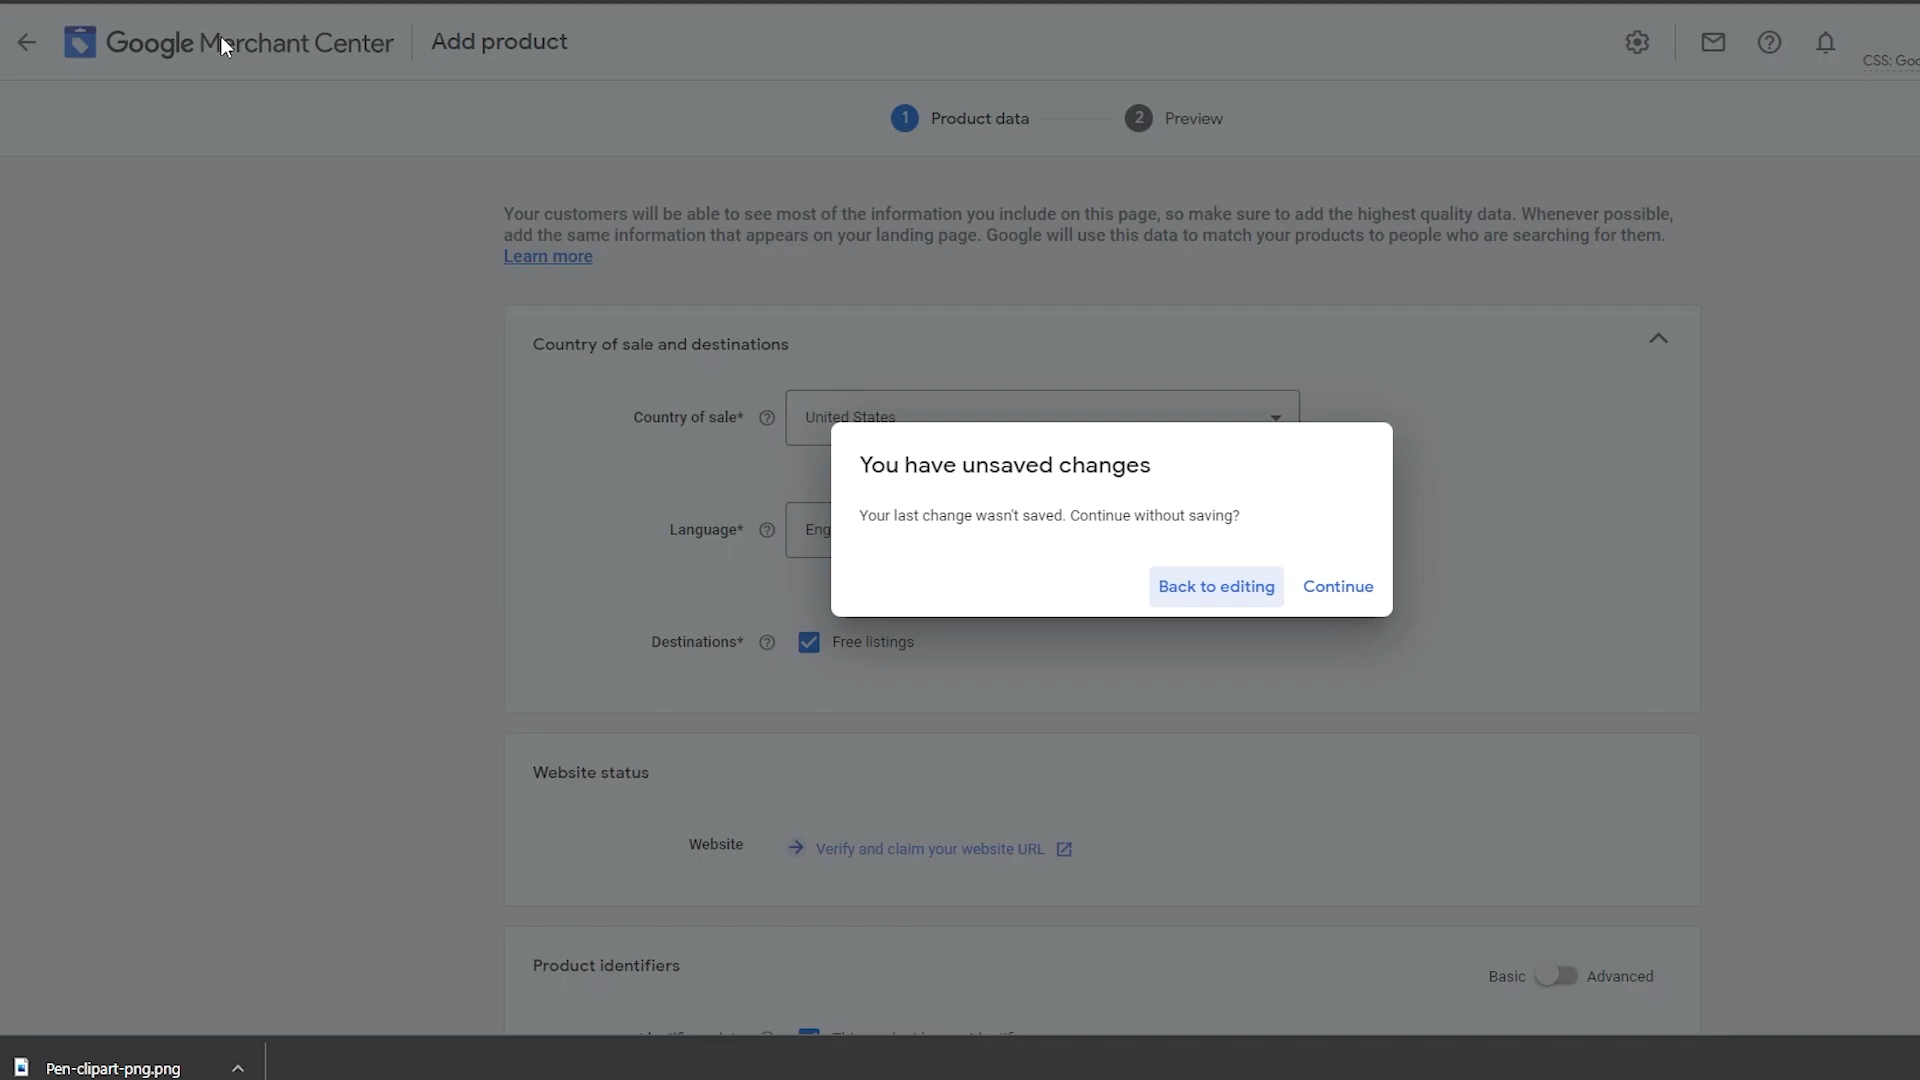 Google Merchant Center
Add product
CSS: Goo
1 Product data
2 Preview
Your customers will be able to see most of the information you include on this page, so make sure to add the highest quality data. Whenever possible,
add the same information that appears on your landing page. Google will use this data to match your products to people who are searching for them.
Learn more
Country of sale and destinations
Country of sale* United States
You have unsaved changes
Your last change wasn't saved. Continue without saving?
Language* Eng
Back to editing Continue
Destinations* Free listings
Website status
Website Verify and claim your website URL
Product identifiers
Basic Advanced
Pen-clipart-png.png